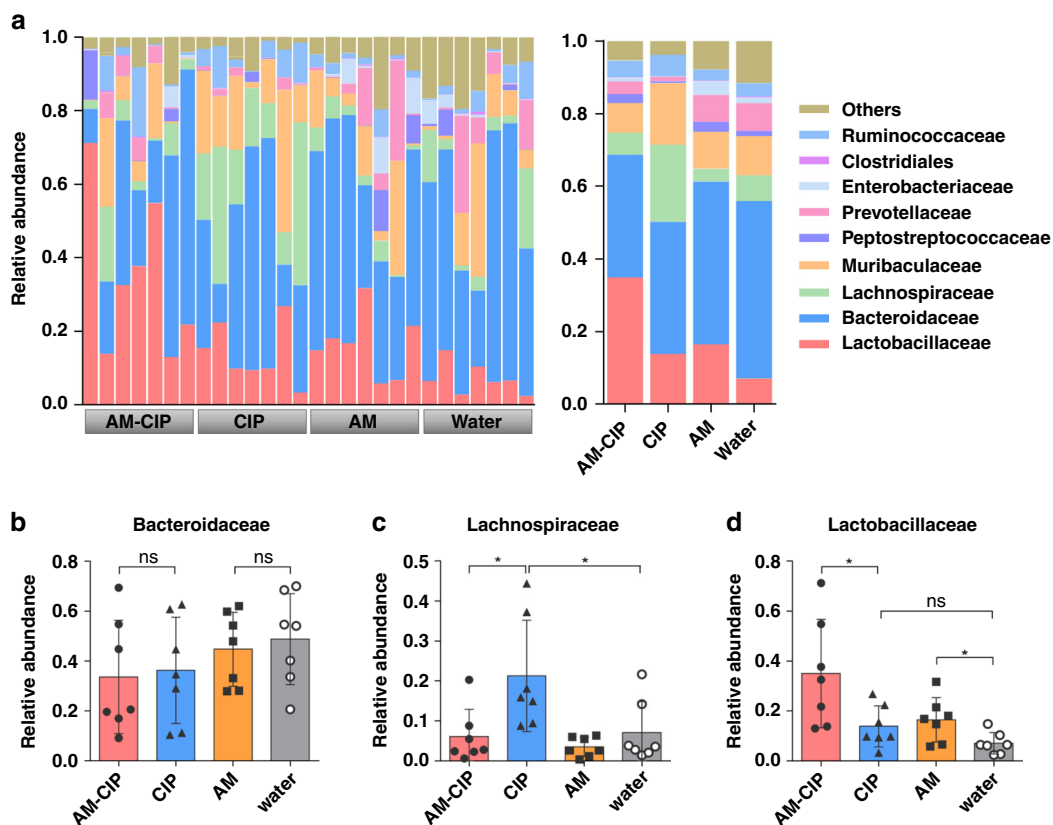 a
Relative abundance
1.0
0.8
0.6
0.4
0.2
0.0
AM-CIP
CIP
AM
Water
1.0
0.8
0.6
0.4
0.2
0.0
AM-CIP
CIP
AM
Water
Others
Ruminococcaceae
Clostridiales
Enterobacteriaceae
Prevotellaceae
Peptostreptococcaceae
Muribaculaceae
Lachnospiraceae
Bacteroidaceae
Lactobacillaceae
b
Bacteroidaceae
Relative abundance
0.8
0.6
0.4
0.2
0.0
ns
ns
AM-CIP
CIP
AM
water
c
Lachnospiraceae
Relative abundance
0.5
0.4
0.3
0.2
0.1
0.0
*
*
AM-CIP
CIP
AM
water
d
Lactobacillaceae
Relative abundance
0.8
0.6
0.4
0.2
0.0
*
ns
*
AM-CIP
CIP
AM
water